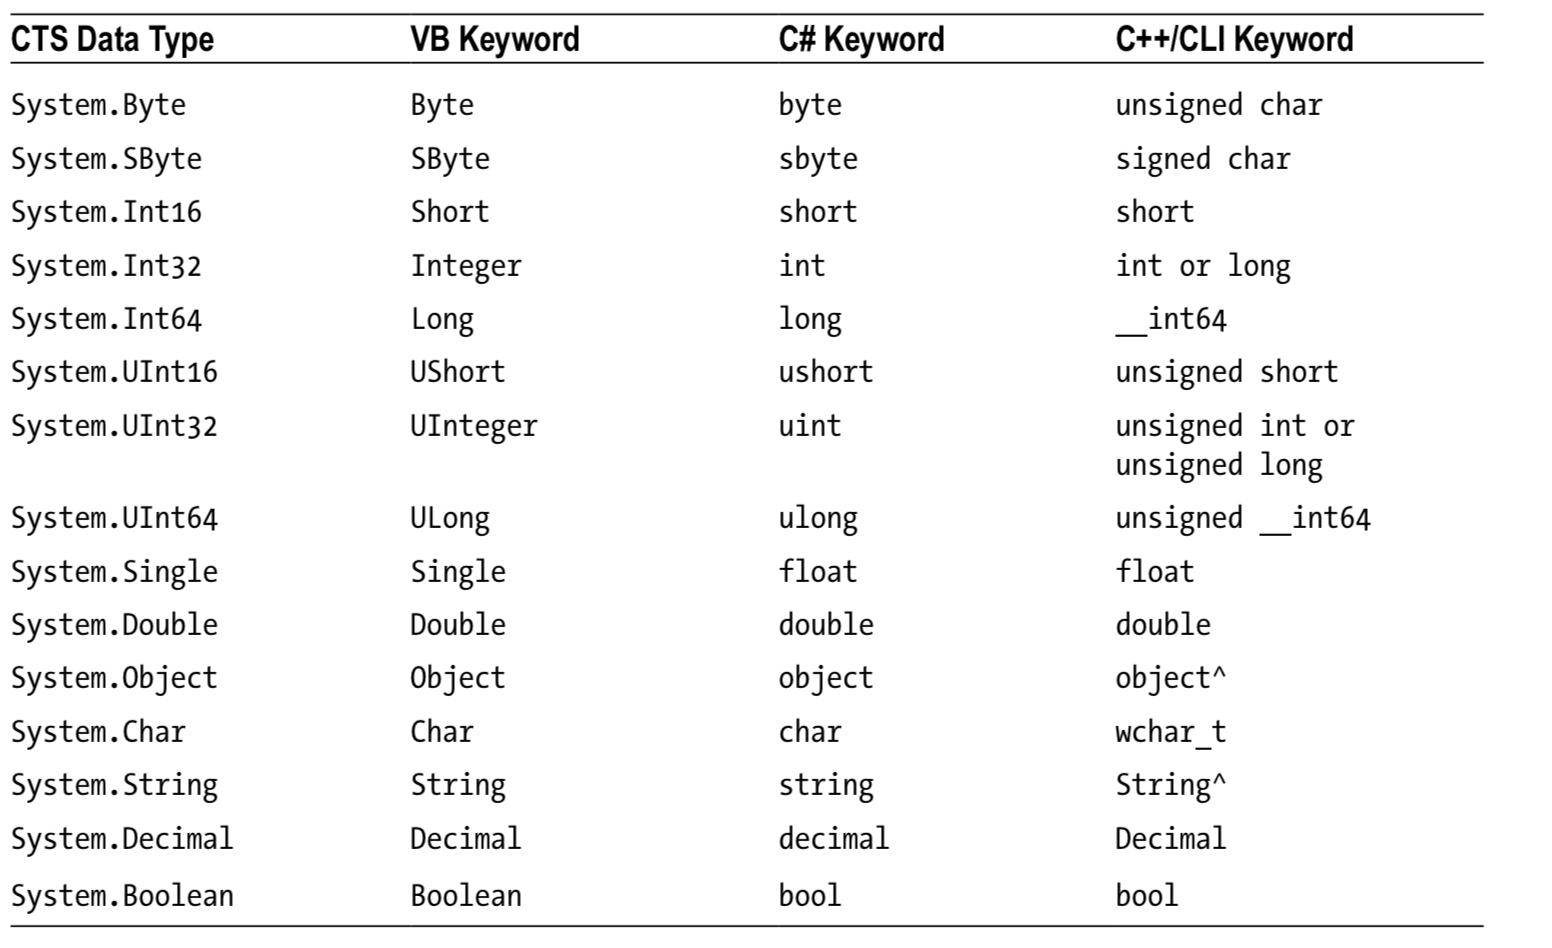 CTS Data Type VB Keyword C# Keyword C++/CLI Keyword
System.Byte Byte byte unsigned char
System.SByte SByte sbyte signed char
System.Int16 Short short short
System.Int32 Integer int int or long
System.Int64 Long long __int64
System.UInt16 UShort ushort unsigned short
System.UInt32 UInteger uint unsigned int or
unsigned long
System.UInt64 ULong ulong unsigned __int64
System.Single Single float float
System.Double Double double double
System.Object Object object object^
System.Char Char char wchar_t
System.String String string String^
System.Decimal Decimal decimal Decimal
System.Boolean Boolean bool bool